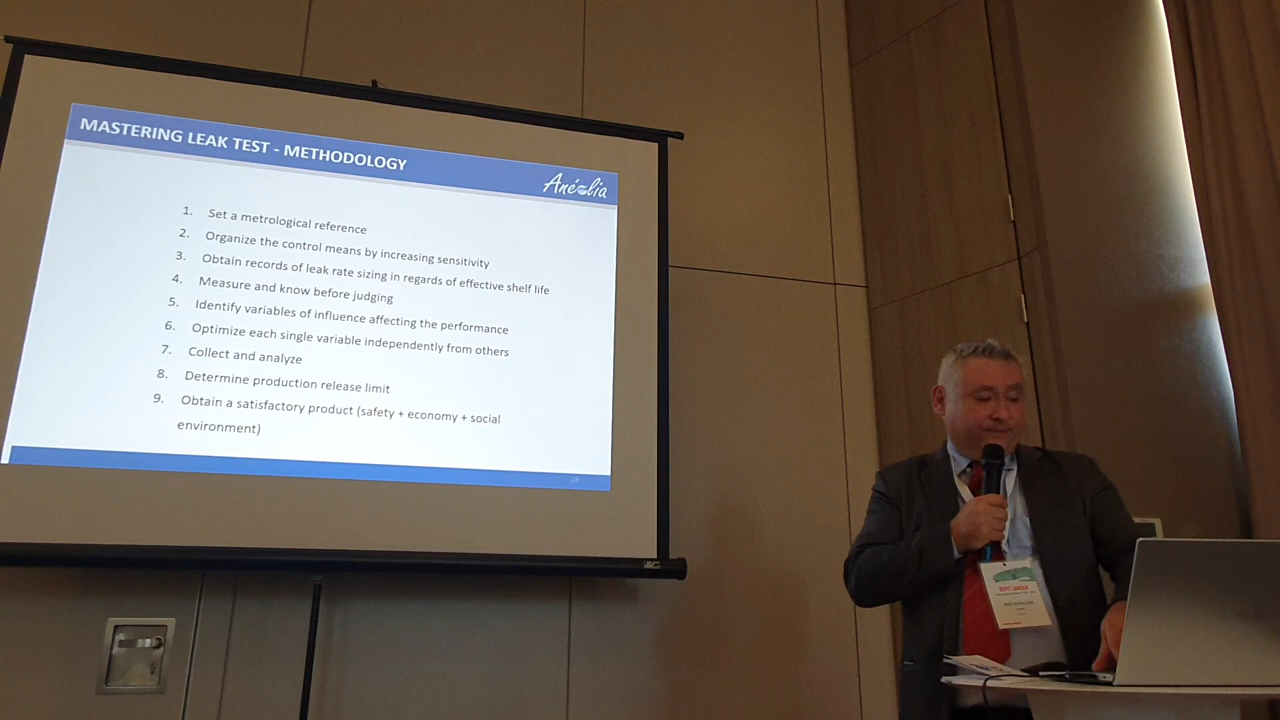 MASTERING LEAK TEST - METHODOLOGY
Anéolia
1. Set a metrological reference
2. Organize the control means by increasing sensitivity
3. Obtain records of leak rate sizing in regards of effective shelf life
4. Measure and know before judging
5. Identify variables of influence affecting the performance
6. Optimize each single variable independently from others
7. Collect and analyze
8. Determine production release limit
9. Obtain a satisfactory product (safety + economy + social
environment)